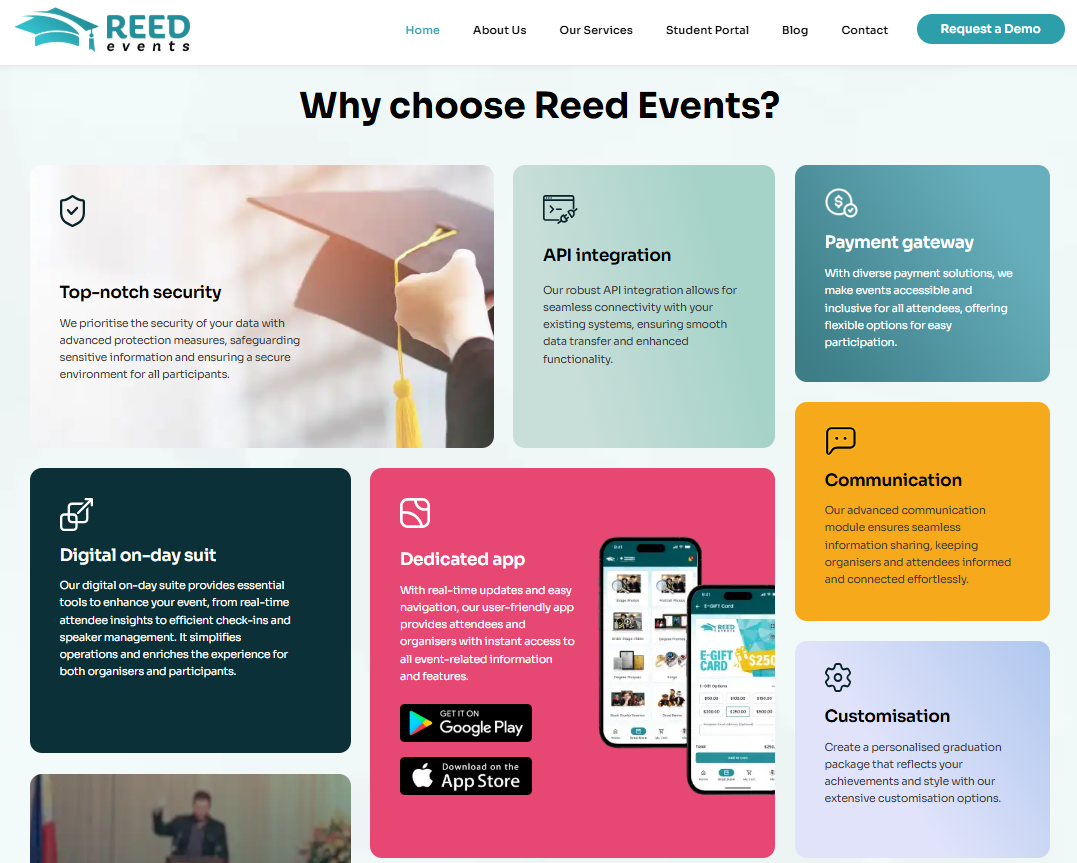 REED
events
Home
About Us
Our Services
Student Portal
Blog
Contact
Request a Demo
Why choose Reed Events?
Top-notch security
We prioritise the security of your data with
advanced protection measures, safeguarding
sensitive information and ensuring a secure
environment for all participants.
API integration
Our robust API integration allows for
seamless connectivity with your
existing systems, ensuring smooth
data transfer and enhanced
functionality.
Payment gateway
With diverse payment solutions, we
make events accessible and
inclusive for all attendees, offering
flexible options for easy
participation.
Communication
Our advanced communication
module ensures seamless
information sharing, keeping
organisers and attendees informed
and connected effortlessly.
Digital on-day suit
Our digital on-day suite provides essential
tools to enhance your event, from real-time
attendee insights to efficient check-ins and
speaker management. It simplifies
operations and enriches the experience for
both organisers and participants.
Dedicated app
With real-time updates and easy
navigation, our user-friendly app
provides attendees and
organisers with instant access to
all event-related information
and features.
GET IT ON
Google Play
Download on the
App Store
E-GIFT Card
REED
EVENTS
E-GIFT
CARD
$250
Customisation
Create a personalised graduation
package that reflects your
achievements and style with our
extensive customisation options.